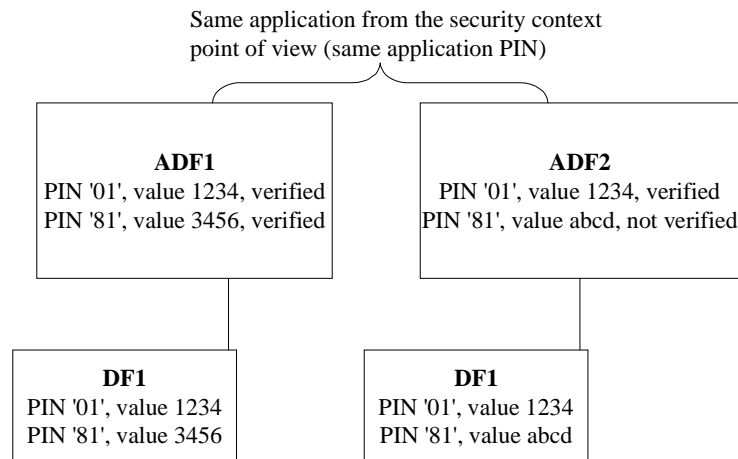 Same application from the security context
point of view (same application PIN)
ADF1
PIN '01', value 1234, verified
PIN '81', value 3456, verified
ADF2
PIN '01', value 1234, verified
PIN '81', value abcd, not verified
DF1
PIN '01', value 1234
PIN '81', value 3456
DF1
PIN '01', value 1234
PIN '81', value abcd